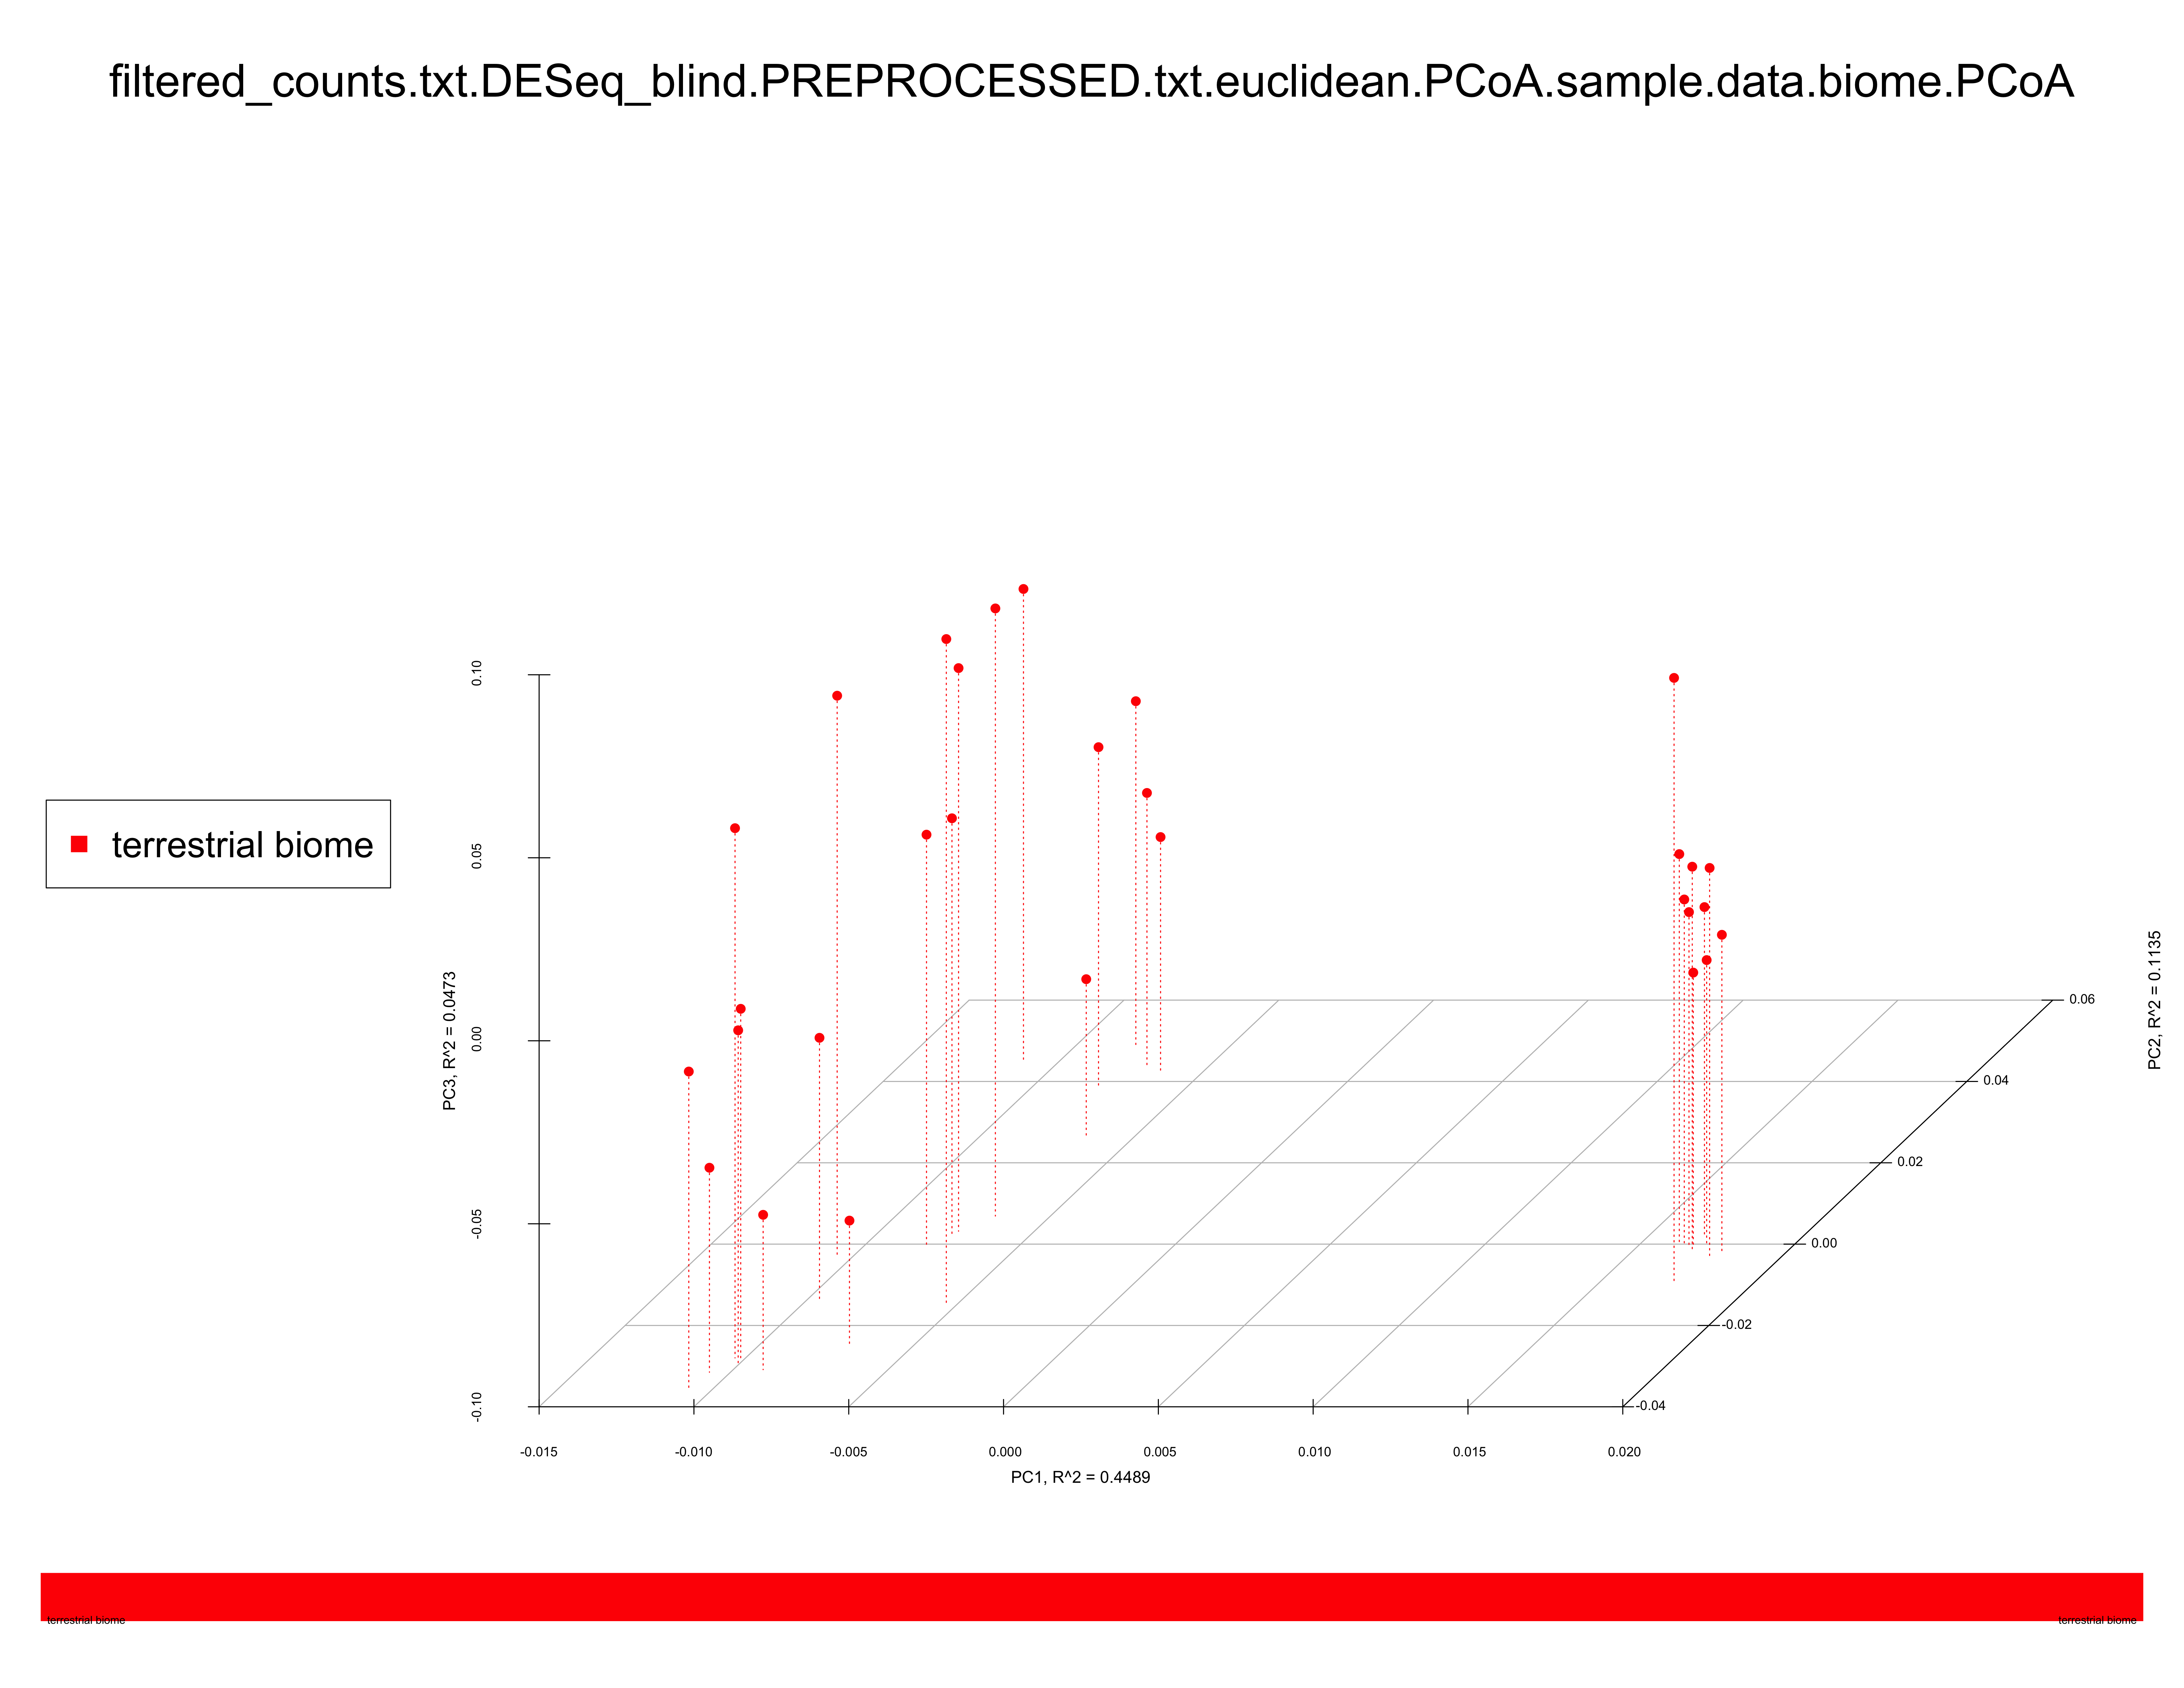 filtered_counts.txt.DESeq_blind.PREPROCESSED.txt.euclidean.PCoA.sample.data.biome.PCoA
terrestrial biome
PC3, R^2 = 0.0473
0.10
0.05
0.00
-0.05
-0.10
-0.015
-0.010
-0.005
0.000
0.005
0.010
0.015
0.020
PC1, R^2 = 0.4489
0.06
0.04
0.02
0.00
-0.02
-0.04
PC2, R^2 = 0.1135
terrestrial biome
terrestrial biome